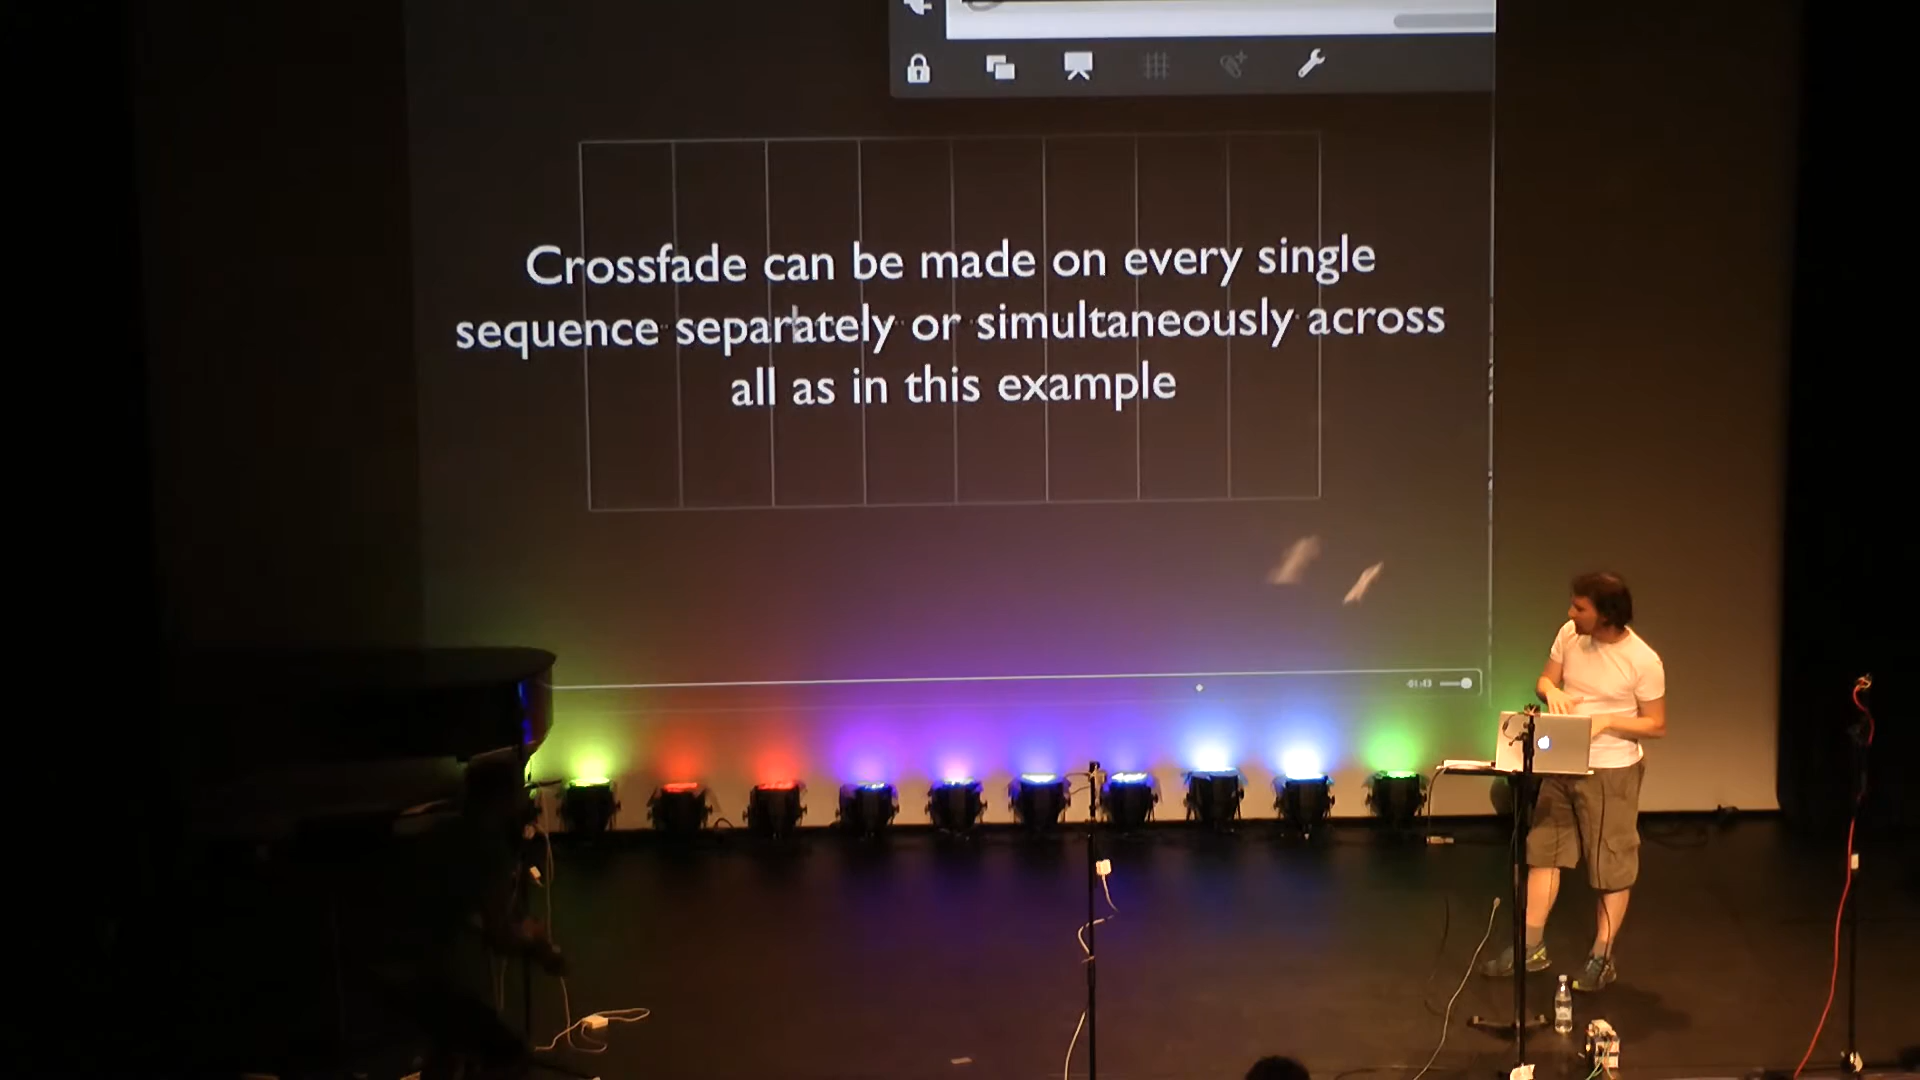 Crossfade can be made on every single
sequence separately or simultaneously across
all as in this example